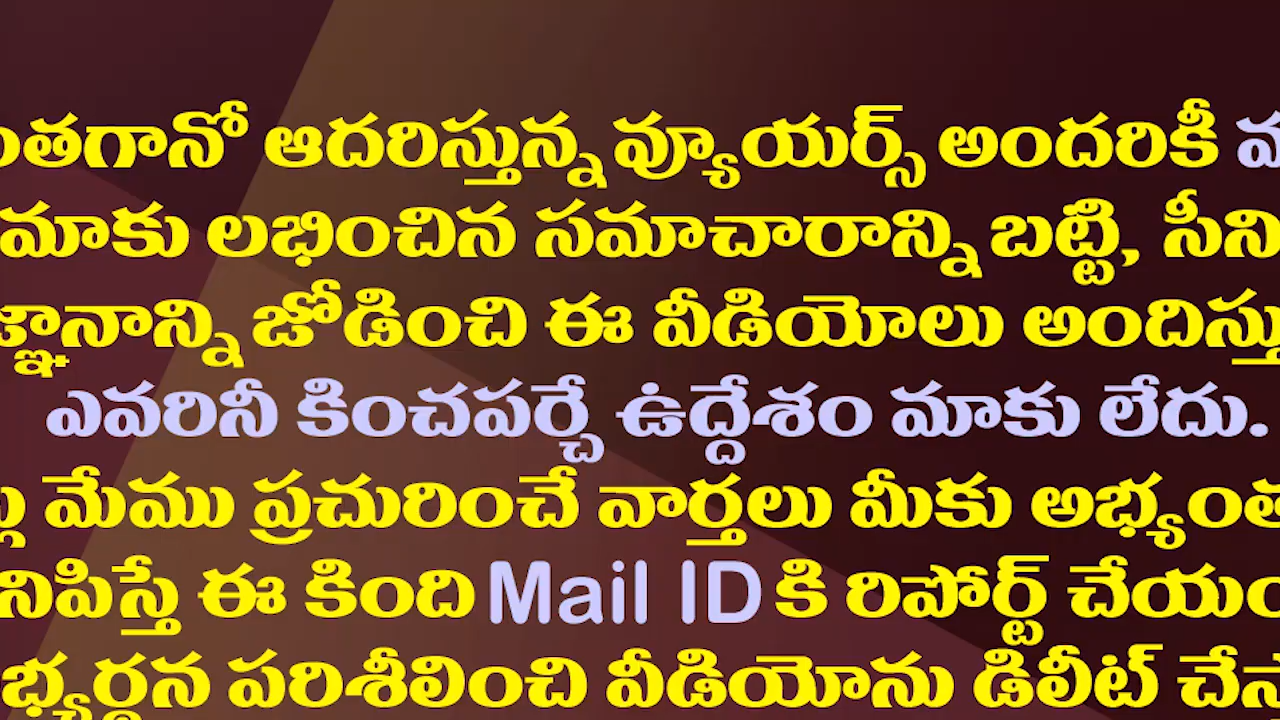 ఆదరిస్తున్న వ్యూయర్స్ అందరికీ
మాకు లభించిన సమాచారాన్ని బట్టి,
జోడించి ఈ వీడియోలు
ఎవరినీ కించపర్చే ఉద్దేశం మాకు లేదు.
మేము ప్రచురించే వార్తలు మీకు
ఈ కింది Mail ID కి రిపోర్ట్
పరిశీలించి వీడియోను డిలీట్